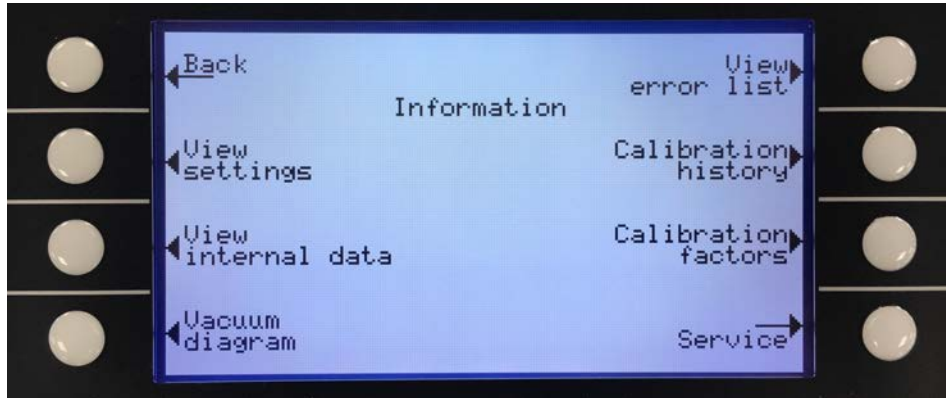 Back
View
error list
Information
View
settings
Calibration
history
View
internal data
Calibration
factors
Vacuum
diagram
Service